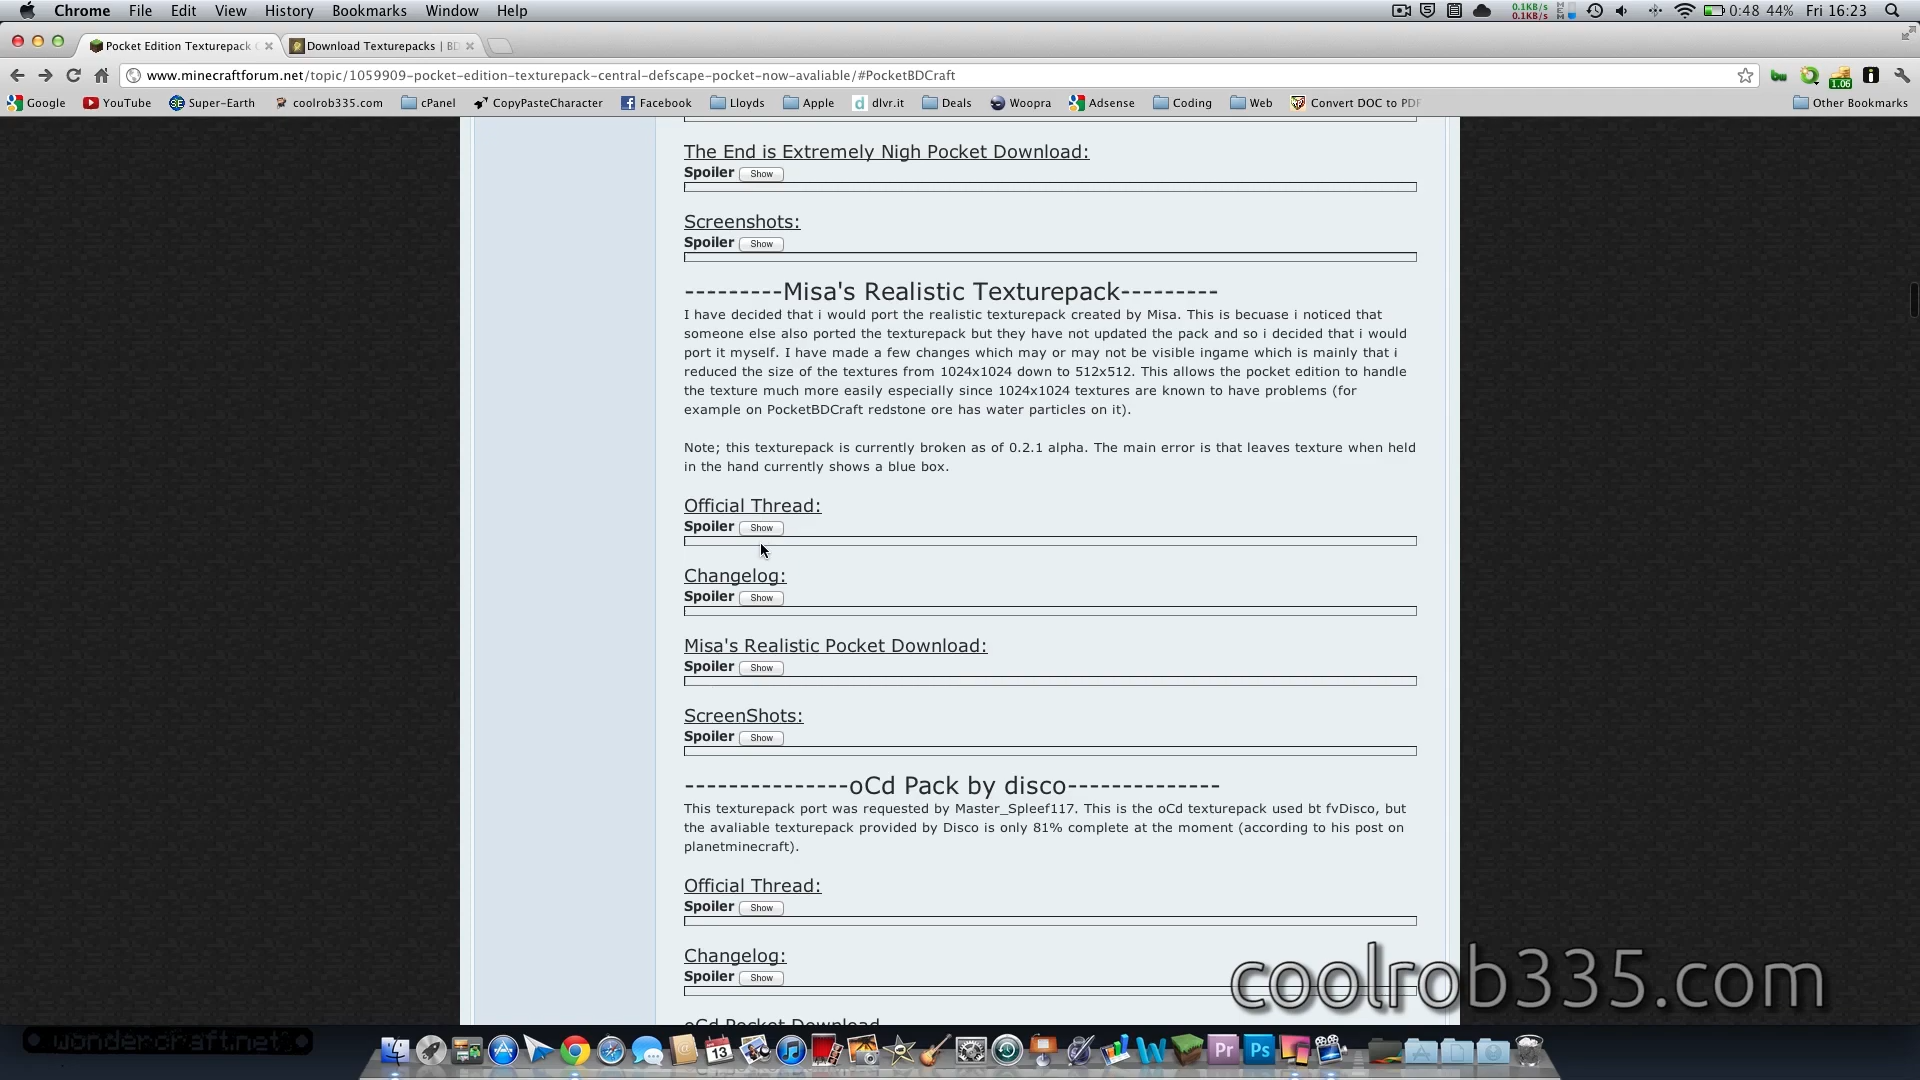 Chrome File Edit View History Bookmarks Window Help 0.1KB/s 0.1KB/s 0:48 44% Fri 16:23
Pocket Edition Texturepack Download Texturepacks | BD
www.minecraftforum.net/topic/1059909-pocket-edition-texturepack-central-defscape-pocket-now-avaliable/#PocketBDCraft 1.06
Google YouTube Super-Earth coolrob335.com cPanel CopyPasteCharacter Facebook Lloyds Apple dlvr.it Deals Woopra Adsense Coding Web Convert DOC to PDF Other Bookmarks
The End is Extremely Nigh Pocket Download:
Spoiler Show
Screenshots:
Spoiler Show
---------Misa's Realistic Texturepack---------
I have decided that i would port the realistic texturepack created by Misa. This is becuase i noticed that
someone else also ported the texturepack but they have not updated the pack and so i decided that i would
port it myself. I have made a few changes which may or may not be visible ingame which is mainly that i
reduced the size of the textures from 1024x1024 down to 512x512. This allows the pocket edition to handle
the texture much more easily especially since 1024x1024 textures are known to have problems (for
example on PocketBDCraft redstone ore has water particles on it).
Note; this texturepack is currently broken as of 0.2.1 alpha. The main error is that leaves texture when held
in the hand currently shows a blue box.
Official Thread:
Spoiler Show
Changelog:
Spoiler Show
Misa's Realistic Pocket Download:
Spoiler Show
ScreenShots:
Spoiler Show
---------------oCd Pack by disco--------------
This texturepack port was requested by Master_Spleef117. This is the oCd texturepack used bt fvDisco, but
the avaliable texturepack provided by Disco is only 81% complete at the moment (according to his post on
planetminecraft).
Official Thread:
Spoiler Show
Changelog:
Spoiler Show
coolrob335.com
oCd Pocket Download
wondercraft.net
13 Pr Ps